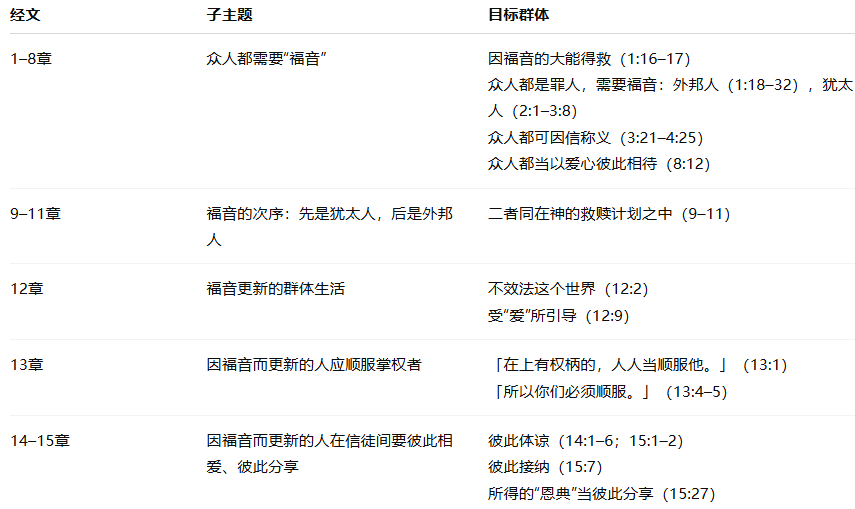 经文 子主题 目标群体
1–8章 众人都需要“福音” 因福音的大能得救（1:16–17）
众人都是罪人，需要福音：外邦人（1:18–32），犹太
人（2:1–3:8）
众人都可因信称义（3:21–4:25）
众人都当以爱心彼此相待（8:12）
9–11章 福音的次序：先是犹太人，后是外邦 二者同在神的救赎计划之中（9–11）
人
12章 福音更新的群体生活 不效法这个世界（12:2）
受“爱”所引导（12:9）
13章 因福音而更新的人应顺服掌权者 「在上有权柄的，人人当顺服他。」（13:1）
「所以你们必须顺服。」（13:4–5）
14–15章 因福音而更新的人在信徒间要彼此相 彼此体谅（14:1–6；15:1–2）
爱、彼此分享 彼此接纳（15:7）
所得的“恩典”当彼此分享（15:27）